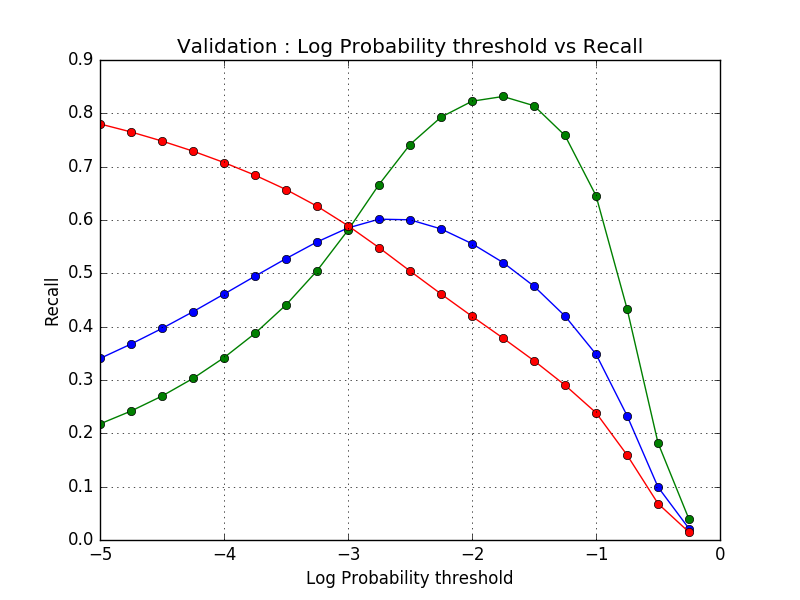 Validation : Log Probability threshold vs Recall
0.9
0.8
0.7
0.6
0.5
0.4
0.3
0.2
0.1
0.0
Recall
−5 −4 −3 −2 −1 0
Log Probability threshold